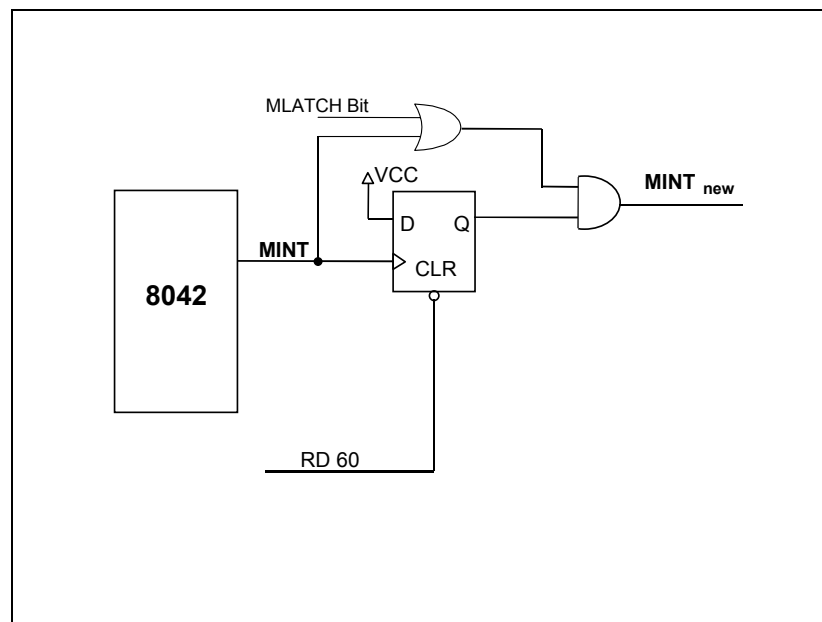 MLATCH Bit
VCC
MINT new
D Q
MINT
CLR
8042
RD 60